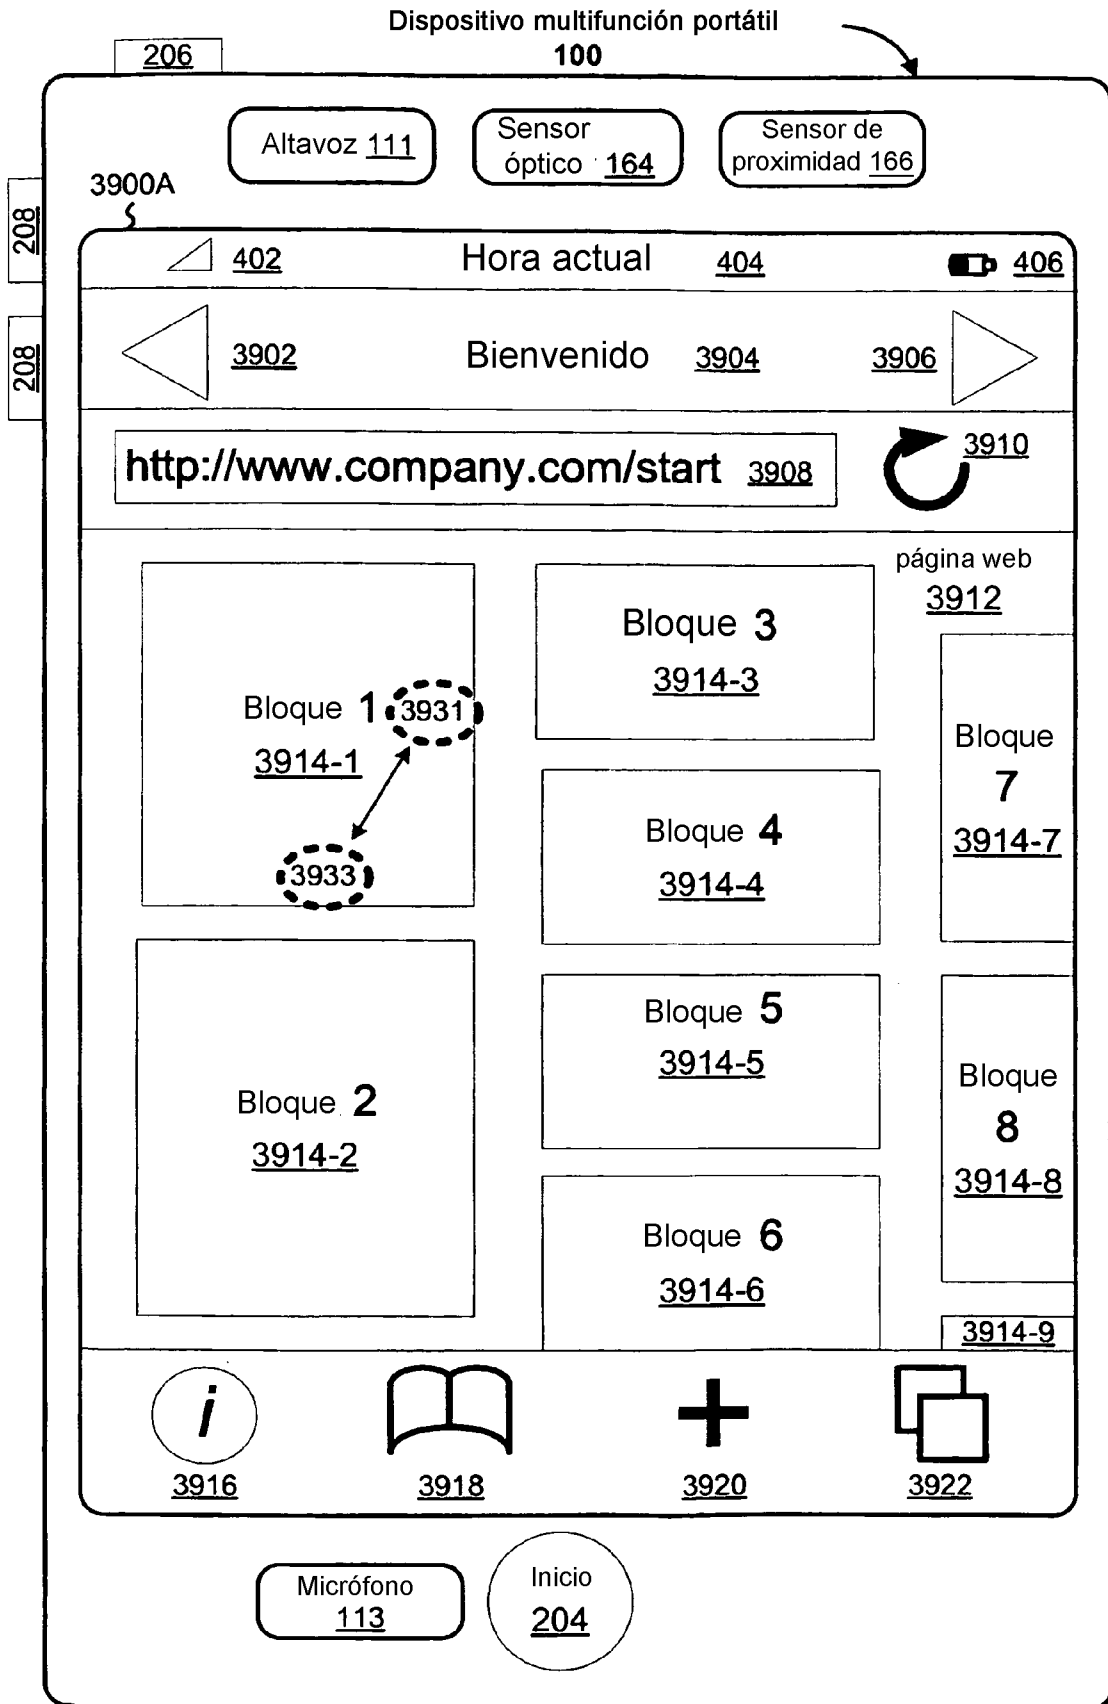 Dispositivo multifunción portátil
100
206
Altavoz 111
Sensor
óptico 164
Sensor de
proximidad 166
3900A
208
208
402
Hora actual
404
406
3902
Bienvenido
3904
3906
http://www.company.com/start 3908
3910
página web
3912
Bloque 1
3914-1
3931
3933
Bloque 2
3914-2
Bloque 3
3914-3
Bloque 4
3914-4
Bloque 5
3914-5
Bloque 6
3914-6
Bloque
7
3914-7
Bloque
8
3914-8
3914-9
i
3916
3918
3920
3922
Micrófono
113
Inicio
204